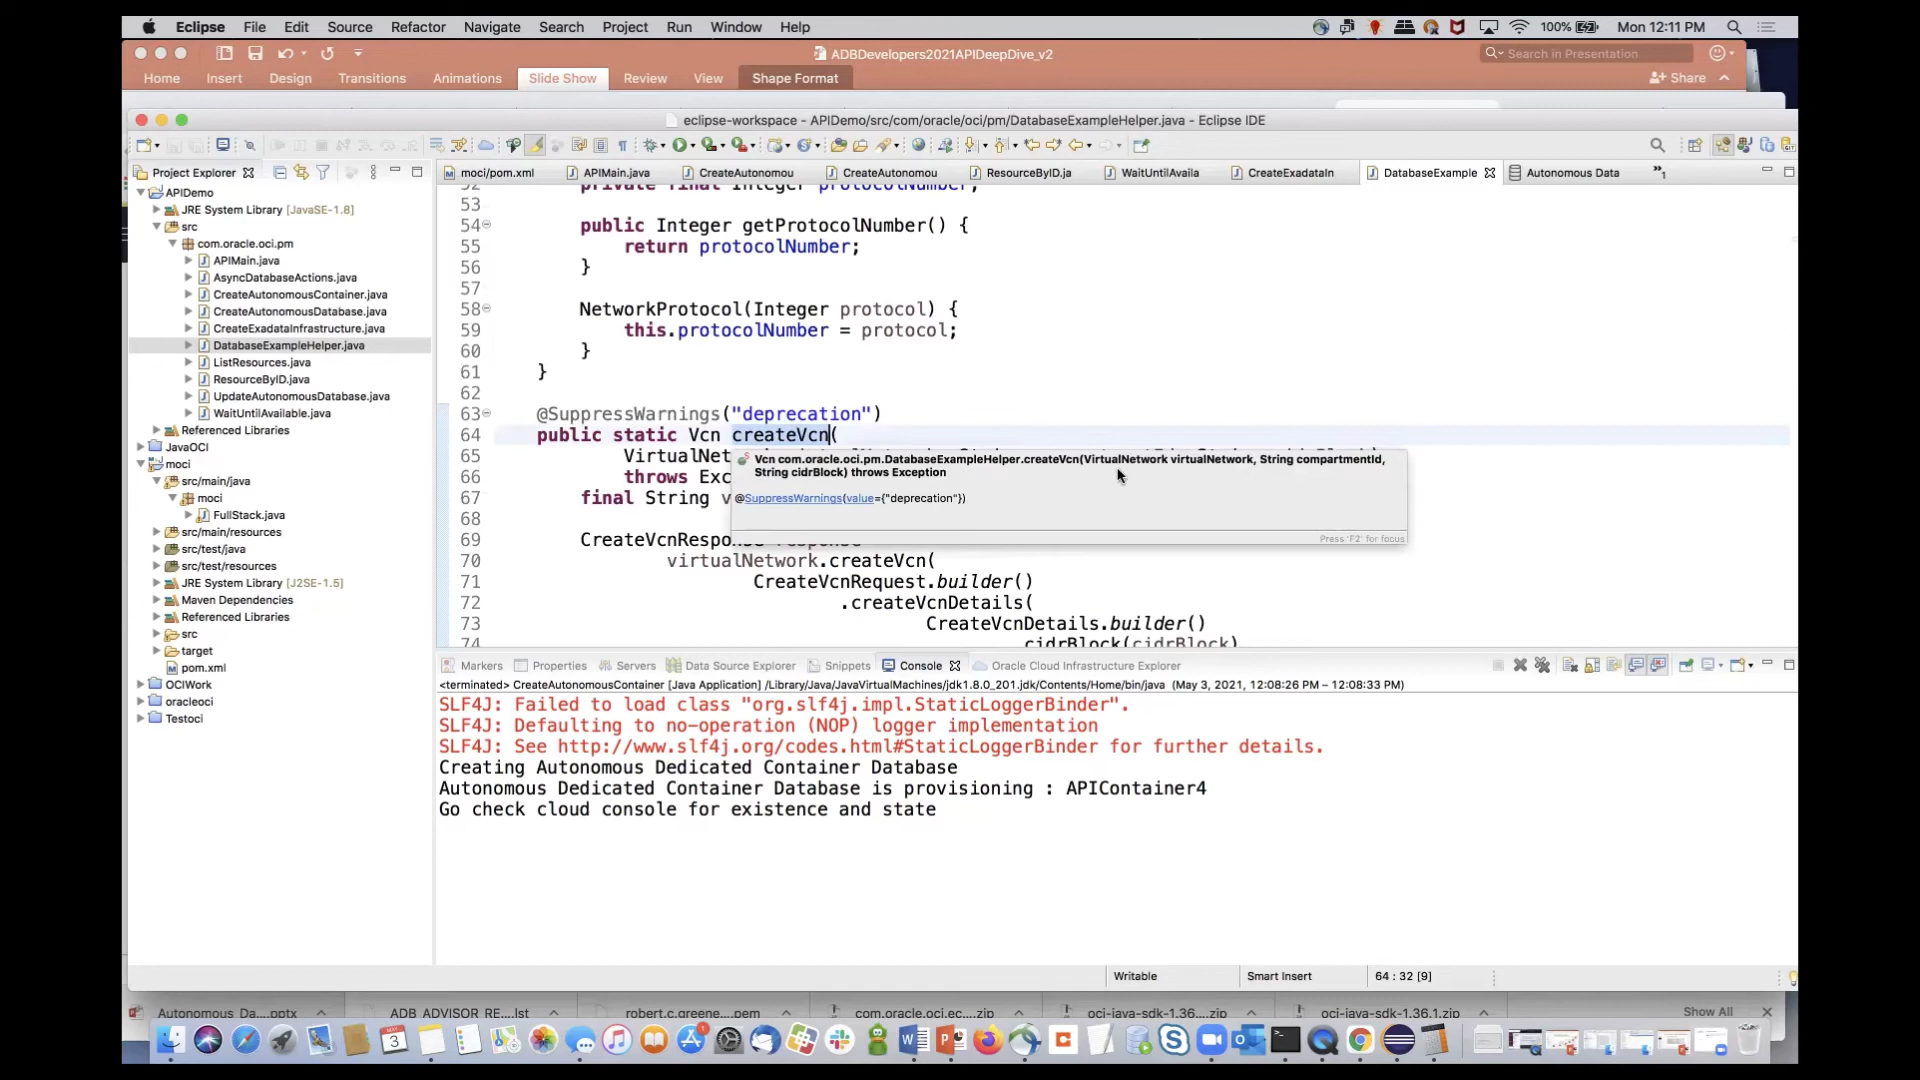 Eclipse File Edit Source Refactor Navigate Search Project Run Window Help 100% Mon 12:11 PM
ADBDevelopers2021APIDeepDive_v2 Search in Presentation
Home Insert Design Transitions Animations Slide Show Review View Shape Format Share
eclipse-workspace - APIDemo/src/com/oracle/oci/pm/DatabaseExampleHelper.java - Eclipse IDE
Project Explorer
APIDemo
JRE System Library [JavaSE-1.8]
src
com.oracle.oci.pm
APIMain.java
AsyncDatabaseActions.java
CreateAutonomousContainer.java
CreateAutonomousDatabase.java
CreateExadataInfrastructure.java
DatabaseExampleHelper.java
ListResources.java
ResourceByID.java
UpdateAutonomousDatabase.java
WaitUntilAvailable.java
Referenced Libraries
JavaOCI
moci
src/main/java
moci
FullStack.java
src/main/resources
src/test/java
src/test/resources
JRE System Library [J2SE-1.5]
Maven Dependencies
Referenced Libraries
src
target
pom.xml
OCIWork
oracleoci
Testoci
moci/pom.xml APIMain.java CreateAutonomou CreateAutonomou ResourceByID.ja WaitUntilAvaila CreateExadataIn DatabaseExample Autonomous Data »1
52 private final Integer protocolNumber;
53
54 public Integer getProtocolNumber() {
55 return protocolNumber;
56 }
57
58 NetworkProtocol(Integer protocol) {
59 this.protocolNumber = protocol;
60 }
61 }
62
63 @SuppressWarnings("deprecation")
64 public static Vcn createVcn(
65 VirtualNet
66 throws Exc
67 final String v
68
69 CreateVcnResponse response
70 virtualNetwork.createVcn(
71 CreateVcnRequest.builder()
72 .createVcnDetails(
73 CreateVcnDetails.builder()
74 .cidrBlock(cidrBlock)
Vcn com.oracle.oci.pm.DatabaseExampleHelper.createVcn(VirtualNetwork virtualNetwork, String compartmentId,
String cidrBlock) throws Exception
@SuppressWarnings(value={"deprecation"})
Press 'F2' for focus
Markers Properties Servers Data Source Explorer Snippets Console Oracle Cloud Infrastructure Explorer
<terminated> CreateAutonomousContainer [Java Application] /Library/Java/JavaVirtualMachines/jdk1.8.0_201.jdk/Contents/Home/bin/java (May 3, 2021, 12:08:26 PM – 12:08:33 PM)
SLF4J: Failed to load class "org.slf4j.impl.StaticLoggerBinder".
SLF4J: Defaulting to no-operation (NOP) logger implementation
SLF4J: See http://www.slf4j.org/codes.html#StaticLoggerBinder for further details.
Creating Autonomous Dedicated Container Database
Autonomous Dedicated Container Database is provisioning : APIContainer4
Go check cloud console for existence and state
Writable Smart Insert 64 : 32 [9]
Autonomous_Da....pptx ADB_ADVISOR_RE....lst robert.c.greene_....pem com.oracle.oci.ec....zip oci-java-sdk-1.36....zip oci-java-sdk-1.36.1.zip Show All